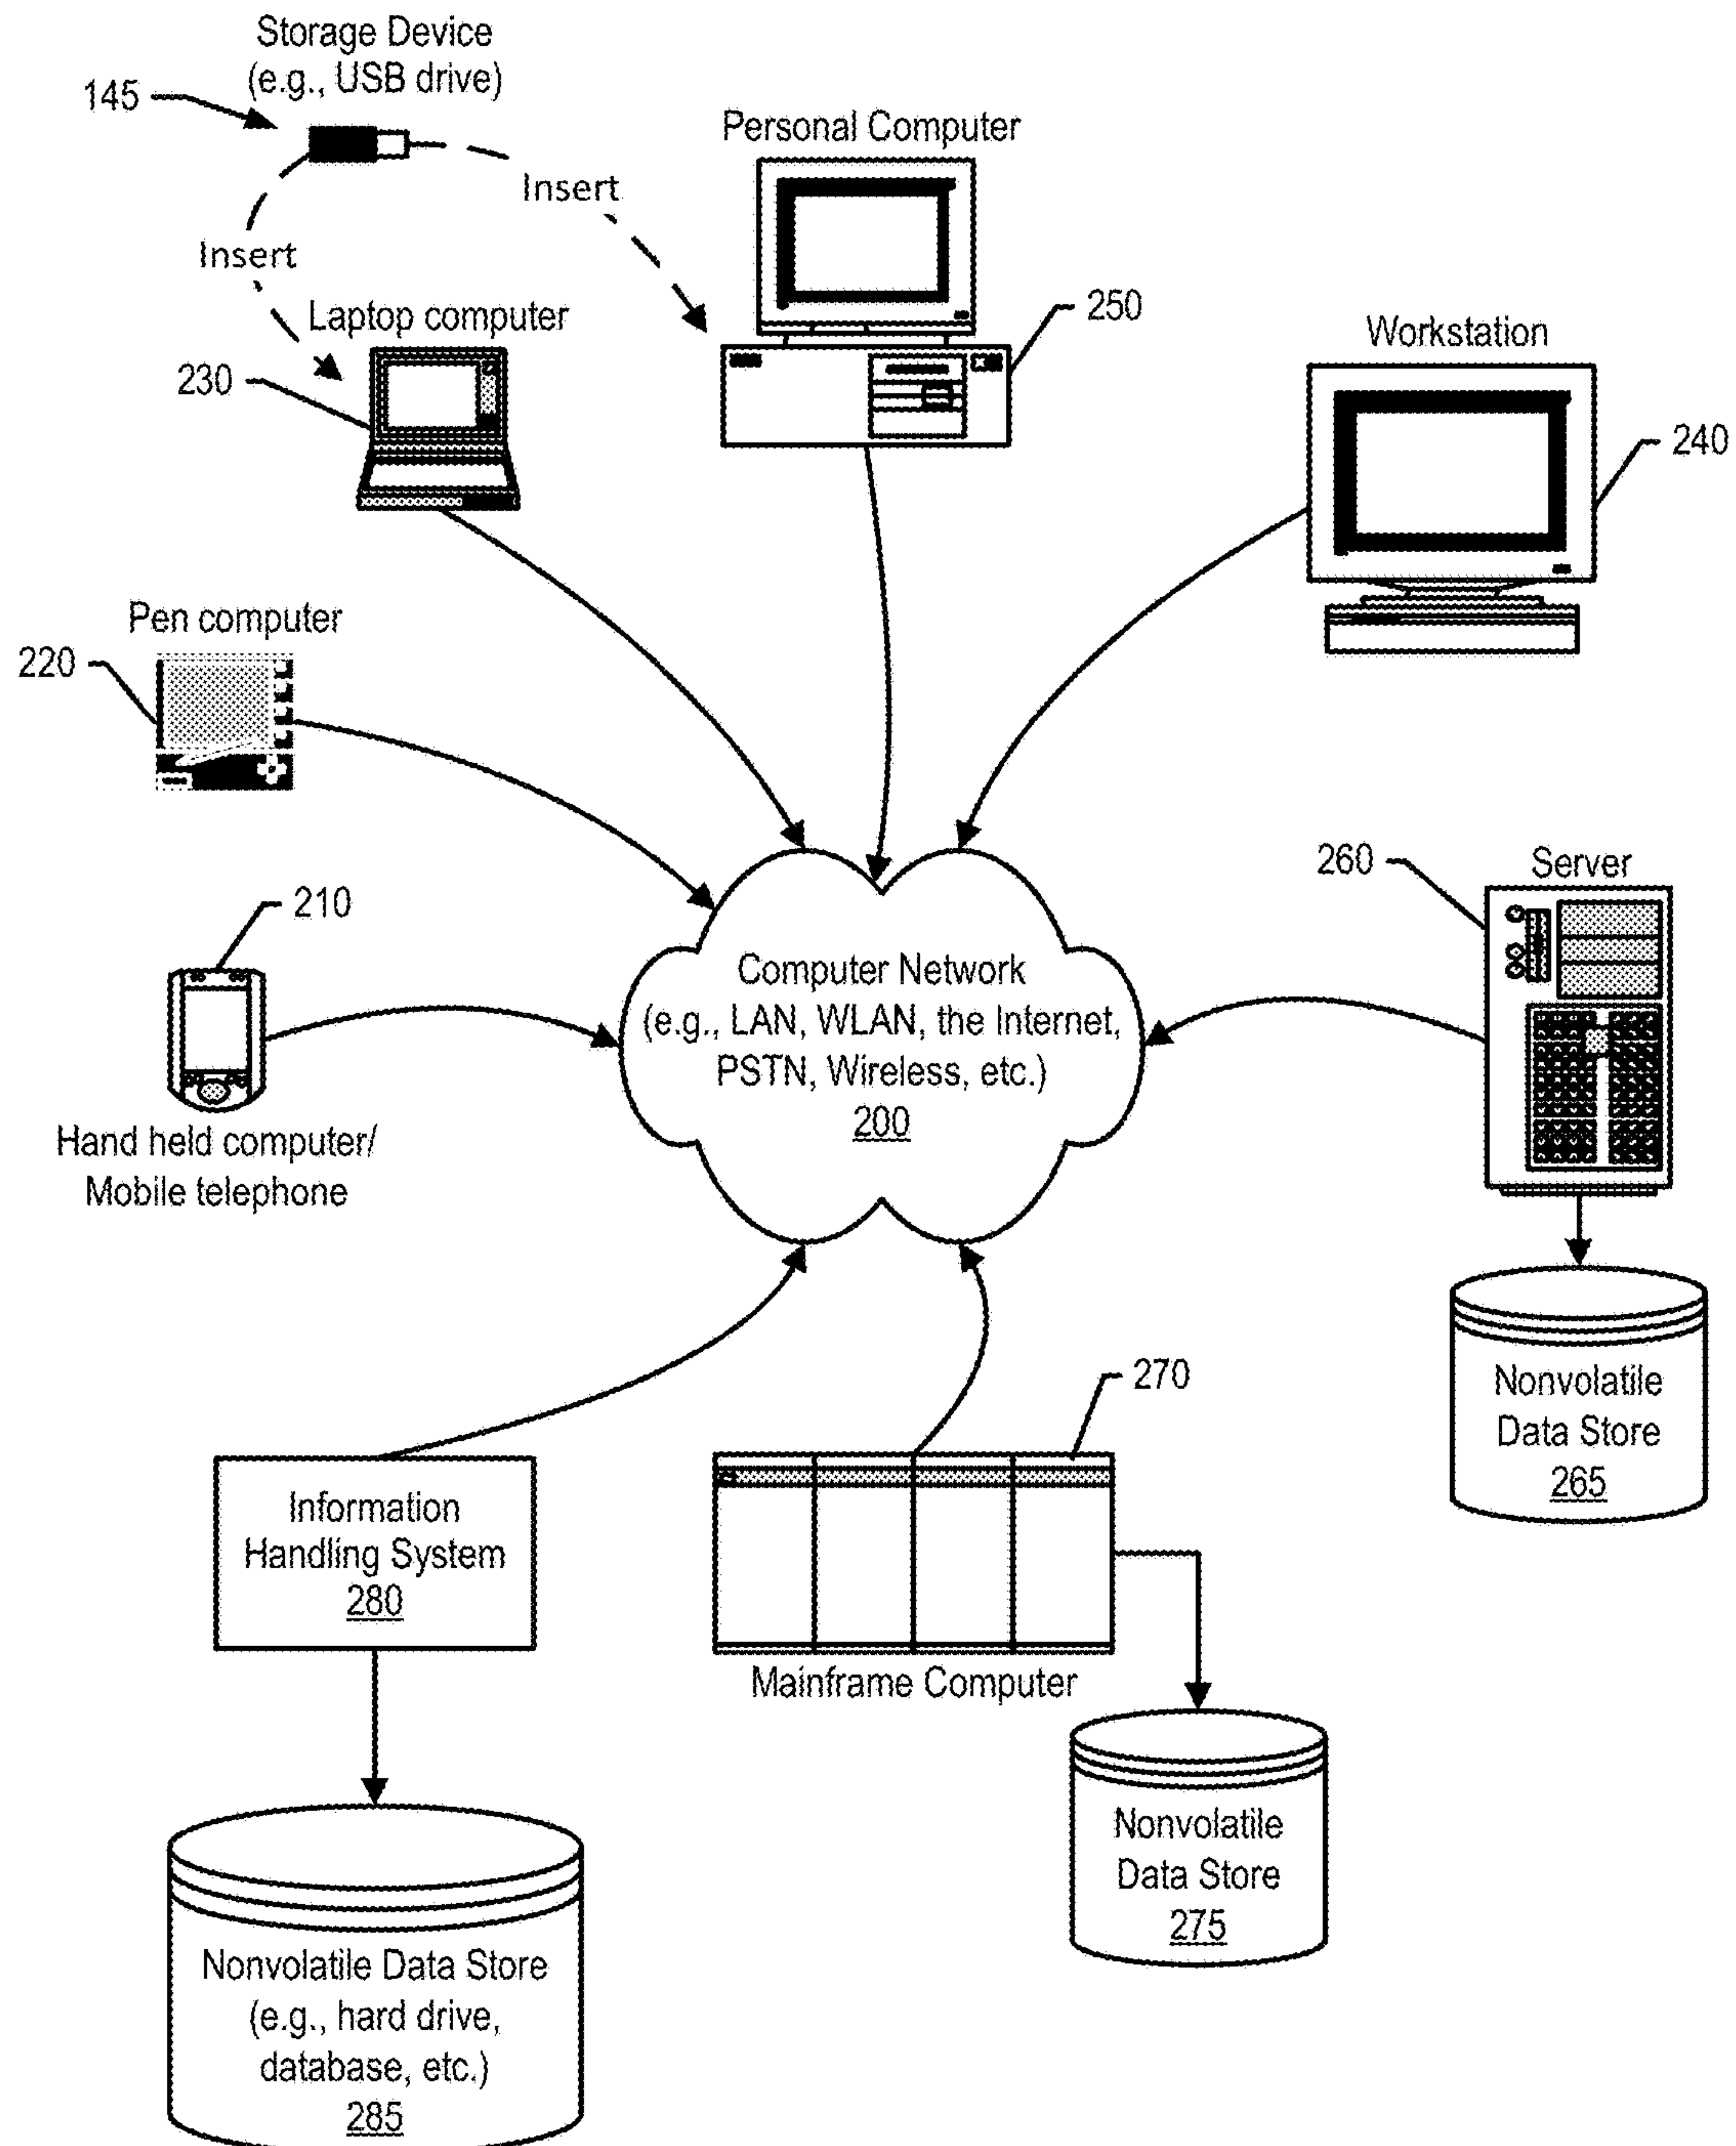 Storage Device
(e.g., USB drive)
145
Insert
Insert
Personal Computer
250
Laptop computer
230
Workstation
240
Pen computer
220
210
Hand held computer/
Mobile telephone
Computer Network
(e.g., LAN, WLAN, the Internet,
PSTN, Wireless, etc.)
200
260
Server
Nonvolatile
Data Store
265
270
Mainframe Computer
Information
Handling System
280
Nonvolatile
Data Store
275
Nonvolatile Data Store
(e.g., hard drive,
database, etc.)
285